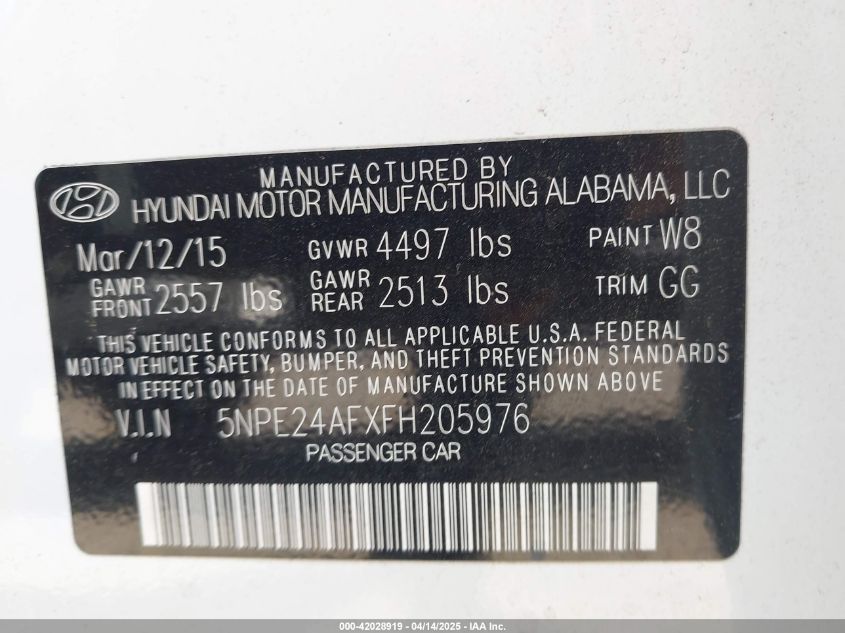 MANUFACTURED BY
HYUNDAI MOTOR MANUFACTURING ALABAMA, LLC
Mar/12/15 GVWR 4497 lbs PAINT W8
GAWR FRONT 2557 lbs GAWR REAR 2513 lbs TRIM GG
THIS VEHICLE CONFORMS TO ALL APPLICABLE U.S.A. FEDERAL
MOTOR VEHICLE SAFETY, BUMPER, AND THEFT PREVENTION STANDARDS
IN EFFECT ON THE DATE OF MANUFACTURE SHOWN ABOVE
V.I.N 5NPE24AFXFH205976
PASSENGER CAR
000-42028919 - 04/14/2025 - IAA Inc.